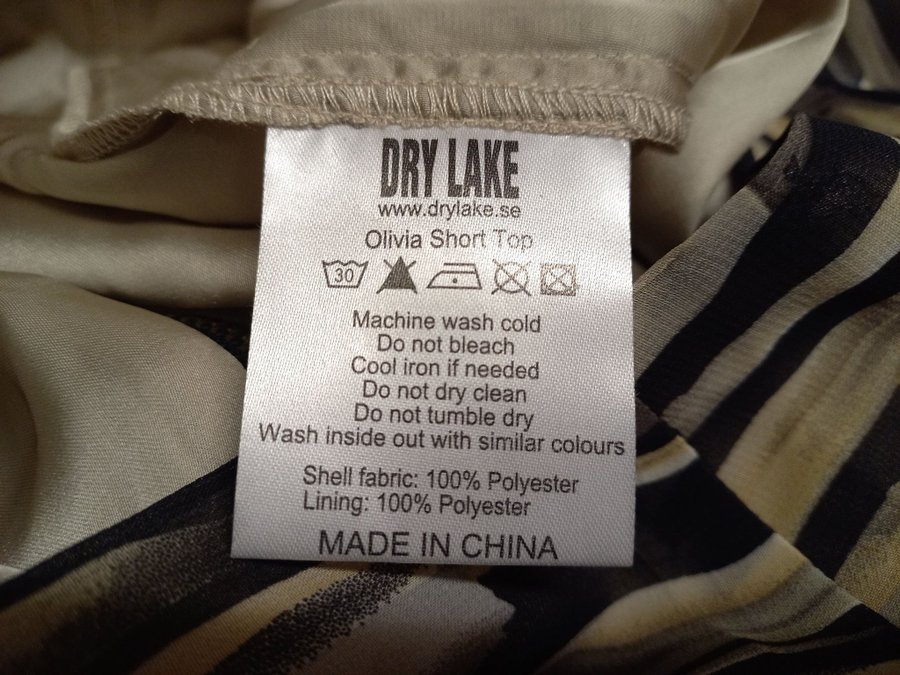 DRY LAKE
www.drylake.se
Olivia Short Top
30
Machine wash cold
Do not bleach
Cool iron if needed
Do not dry clean
Do not tumble dry
Wash inside out with similar colours
Shell fabric: 100% Polyester
Lining: 100% Polyester
MADE IN CHINA